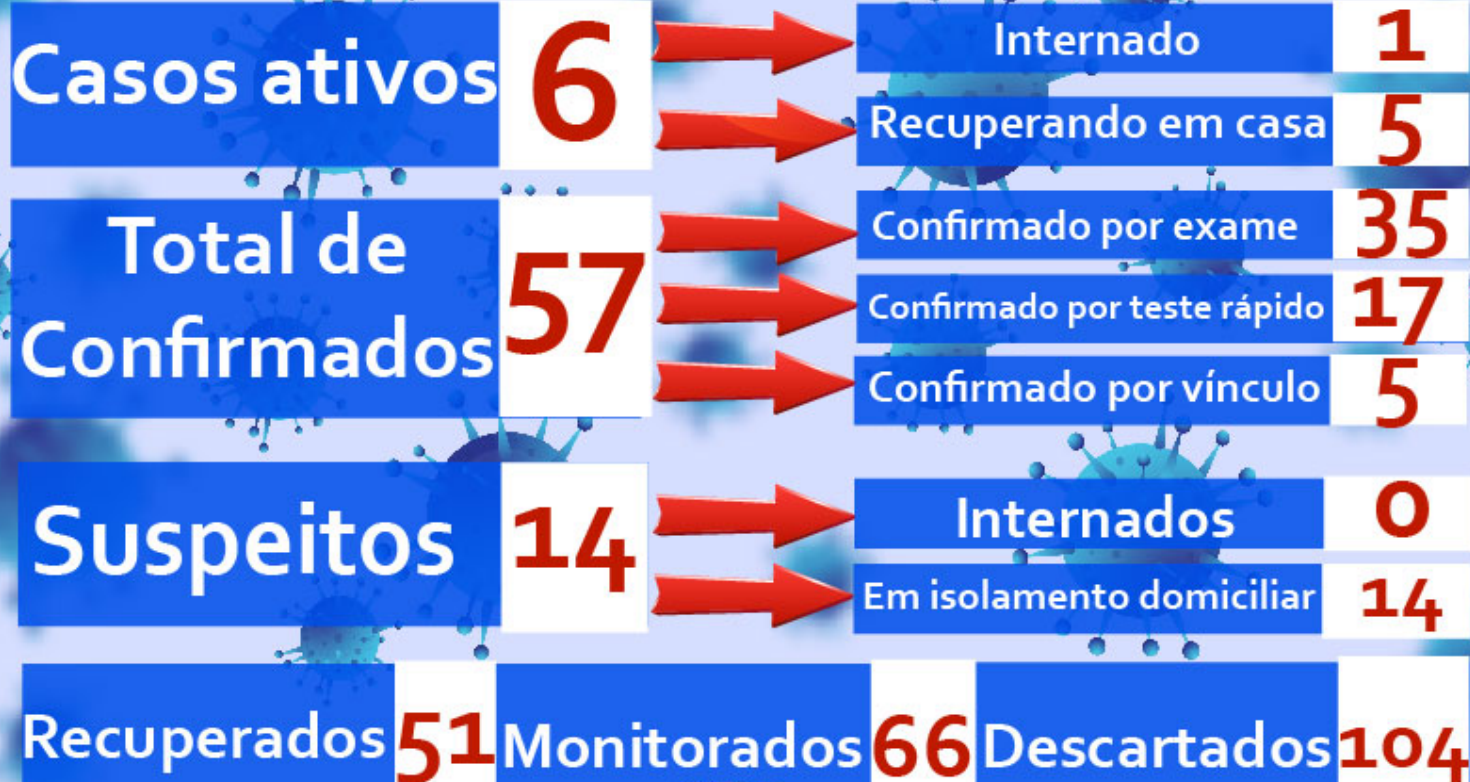 Casos ativos 6
Internado 1
Recuperando em casa 5
Total de
Confirmados 57
Confirmado por exame 35
Confirmado por teste rápido 17
Confirmado por vínculo 5
Suspeitos 14
Internados 0
Em isolamento domiciliar 14
Recuperados 51 Monitorados 66 Descartados 104